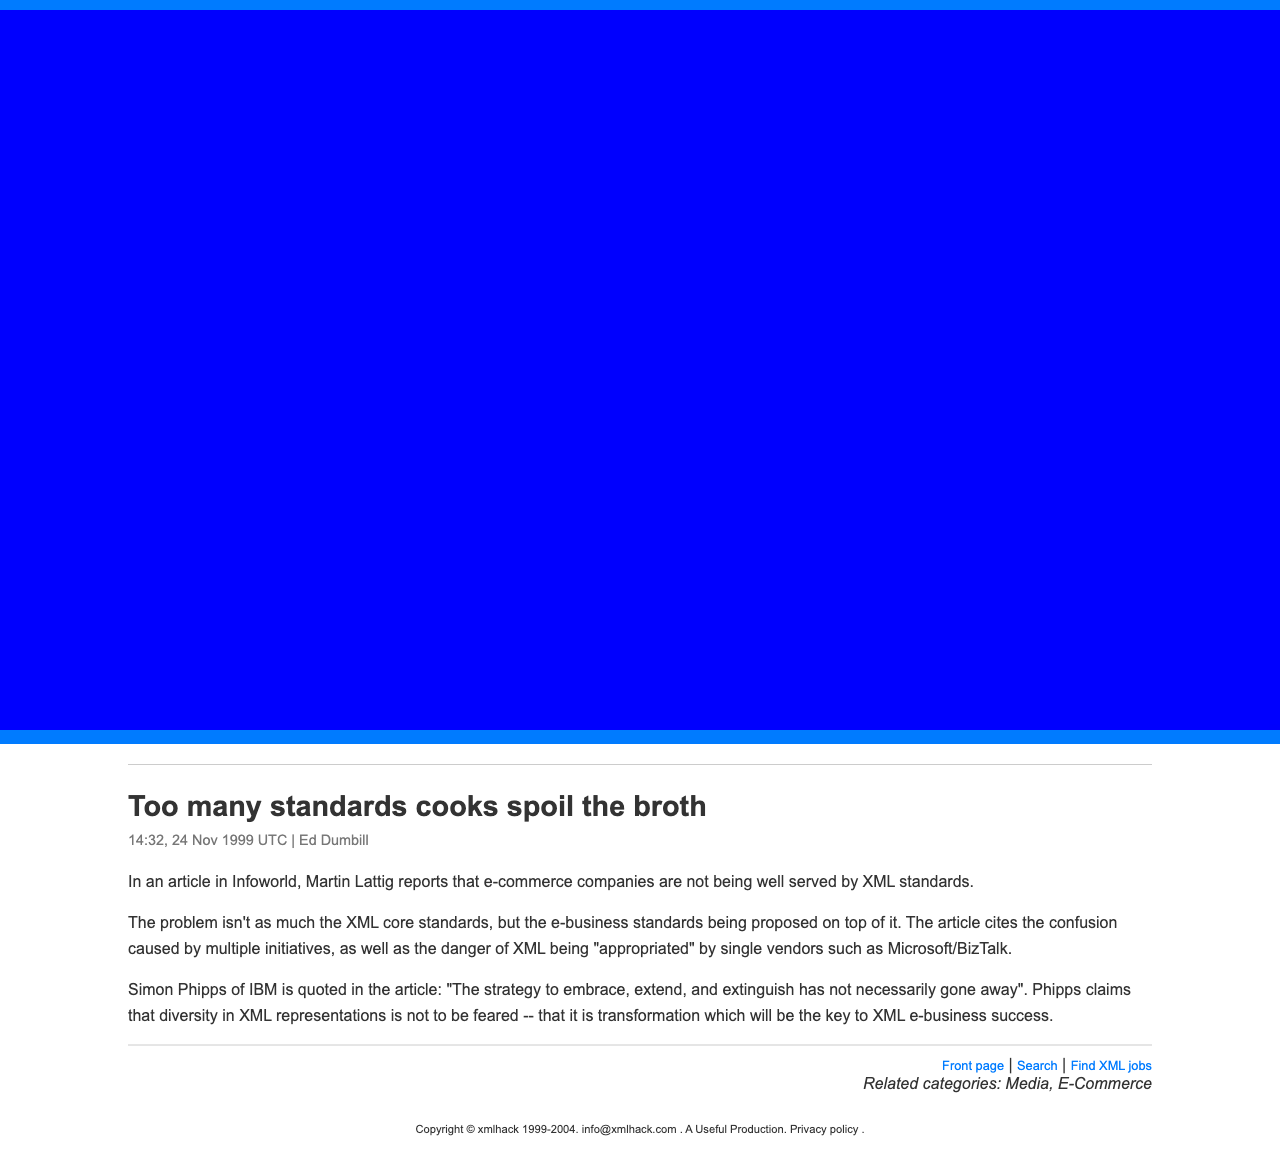 Too many standards cooks spoil the broth
14:32, 24 Nov 1999 UTC | Ed Dumbill
In an article in Infoworld, Martin Lattig reports that e-commerce companies are not being well served by XML standards.
The problem isn't as much the XML core standards, but the e-business standards being proposed on top of it. The article cites the confusion
caused by multiple initiatives, as well as the danger of XML being "appropriated" by single vendors such as Microsoft/BizTalk.
Simon Phipps of IBM is quoted in the article: "The strategy to embrace, extend, and extinguish has not necessarily gone away". Phipps claims
that diversity in XML representations is not to be feared -- that it is transformation which will be the key to XML e-business success.
Front page | Search | Find XML jobs
Related categories: Media, E-Commerce
Copyright © xmlhack 1999-2004. info@xmlhack.com . A Useful Production. Privacy policy .